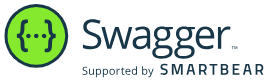 {...} Swagger™
Supported by SMARTBEAR